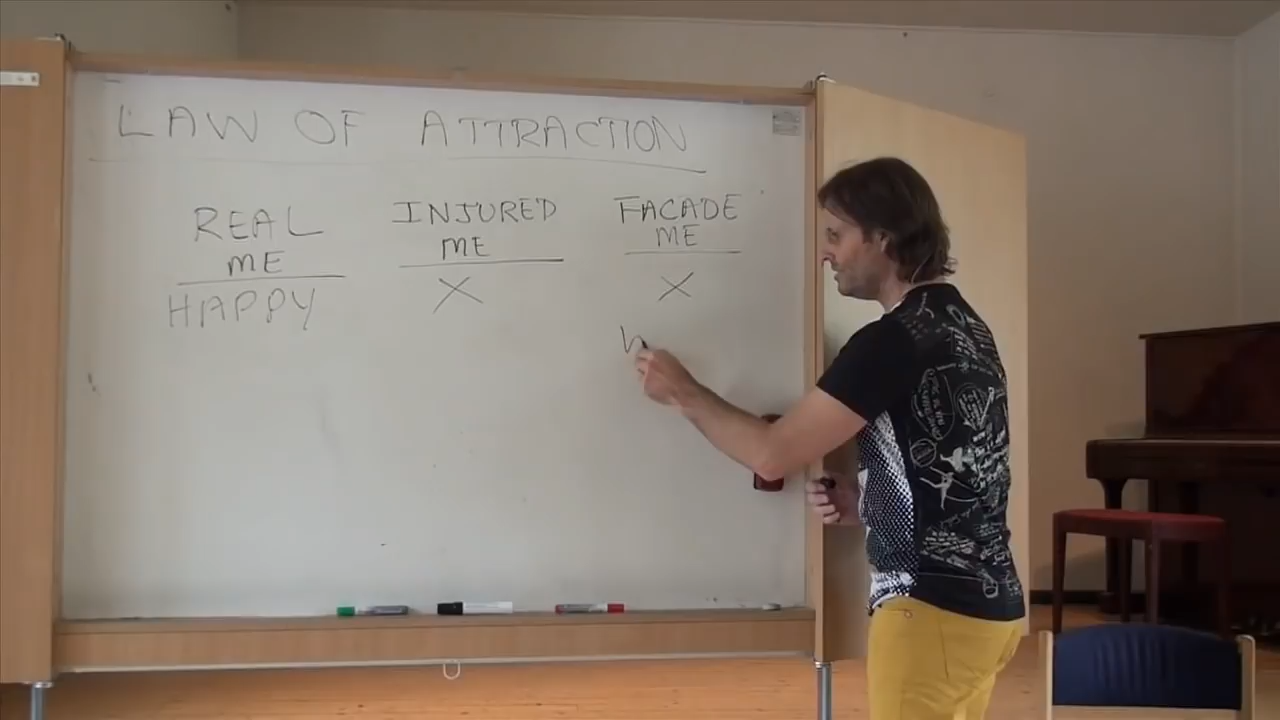 LAW OF ATTRACTION
REAL ME
INJURED ME
FACADE ME
HAPPY
X
X